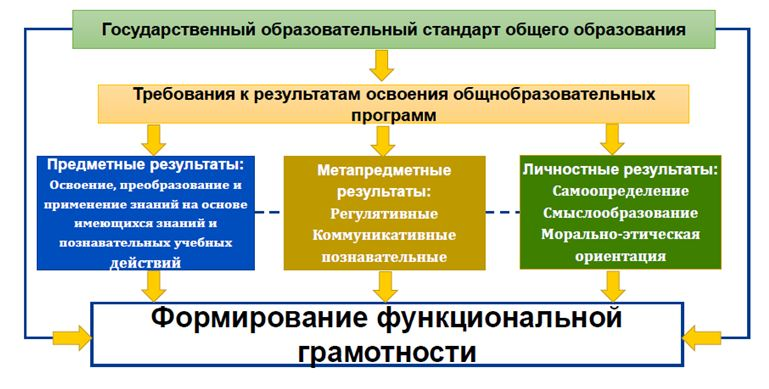 Государственный образовательный стандарт общего образования
Требования к результатам освоения общнобразовательных
программ
Предметные результаты:
Освоение, преобразование и
применение знаний на основе
имеющихся знаний и
познавательных учебных
действий
Метапредметные
результаты:
Регулятивные
Коммуникативные
познавательные
Личностные результаты:
Самоопределение
Смыслообразование
Морально-этическая
ориентация
Формирование функциональной
грамотности